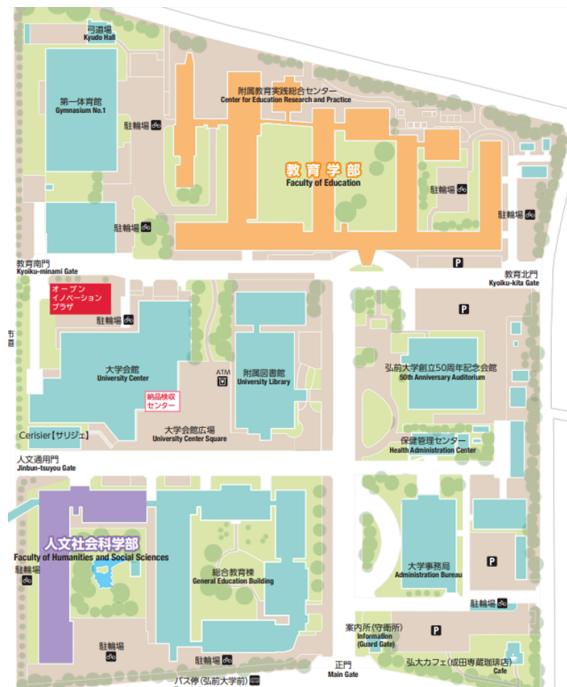 弓道場
Kyudo Hall
第一体育館
Gymnasium No.1
附属教育実践総合センター
Center for Education Research and Practice
駐輪場
教育学部
Faculty of Education
駐輪場
駐輪場
駐輪場
教育南門
Kyoiku-minami Gate
P
教育北門
Kyoiku-kita Gate
オープン
イノベーション
プラザ
駐輪場
P
市道
大学会館
University Center
ATM
附属図書館
University Library
弘前大学創立50周年記念会館
50th Anniversary Auditorium
納品検収
センター
Cerisier【サリジェ】
大学会館広場
University Center Square
保健管理センター
Health Administration Center
人文通用門
Jinbun-tsuyou Gate
人文社会科学部
Faculty of Humanities and Social Sciences
駐輪場
総合教育棟
General Education Building
大学事務局
Administration Bureau
P
駐輪場
案内所(守衛所)
Information
(Guard Gate)
P
駐輪場
駐輪場
正門
Main Gate
弘大カフェ(成田専蔵珈琲店)
Cafe
バス停(弘前大学前)